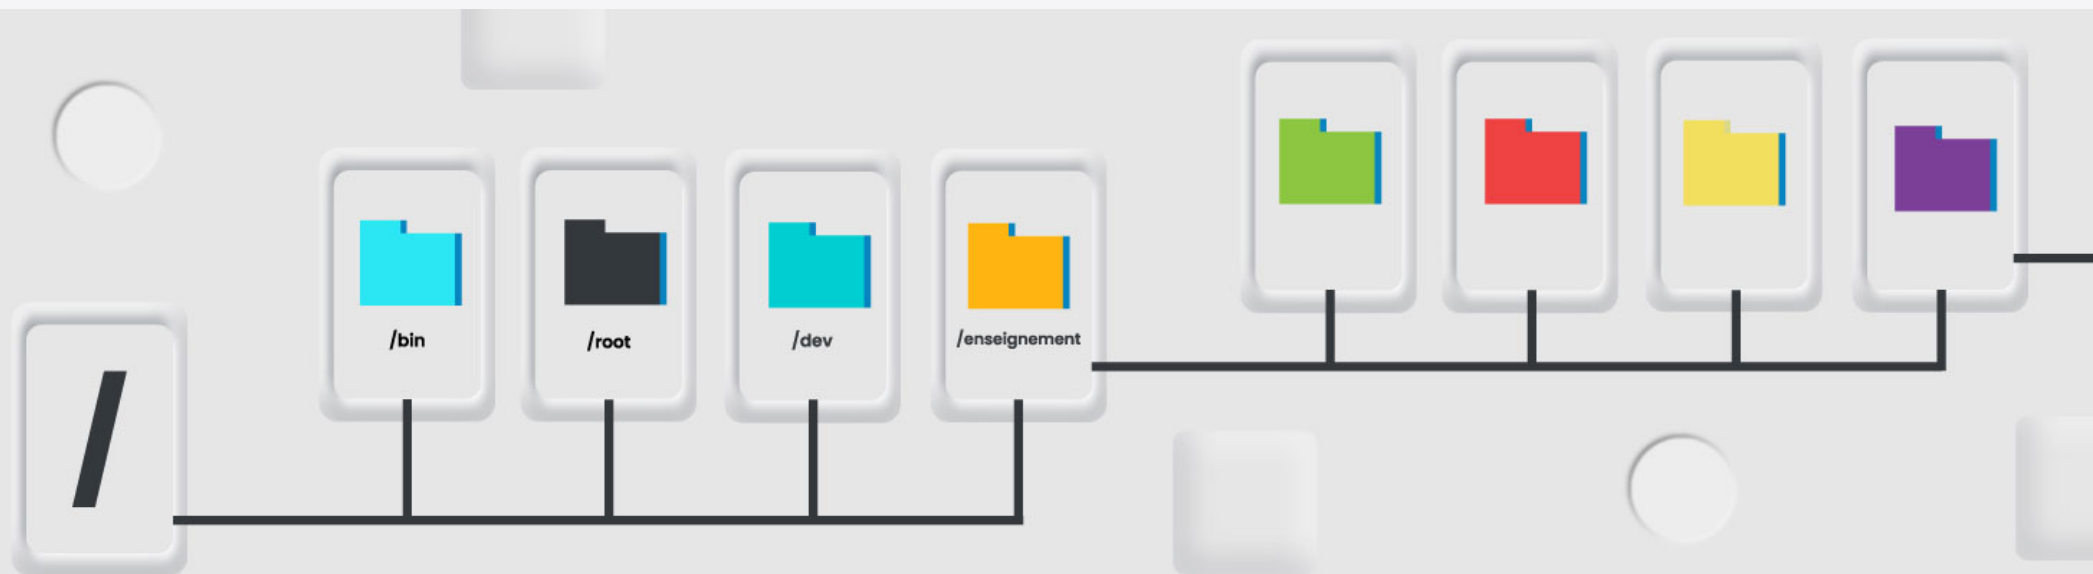 /
/bin
/root
/dev
/enseignement